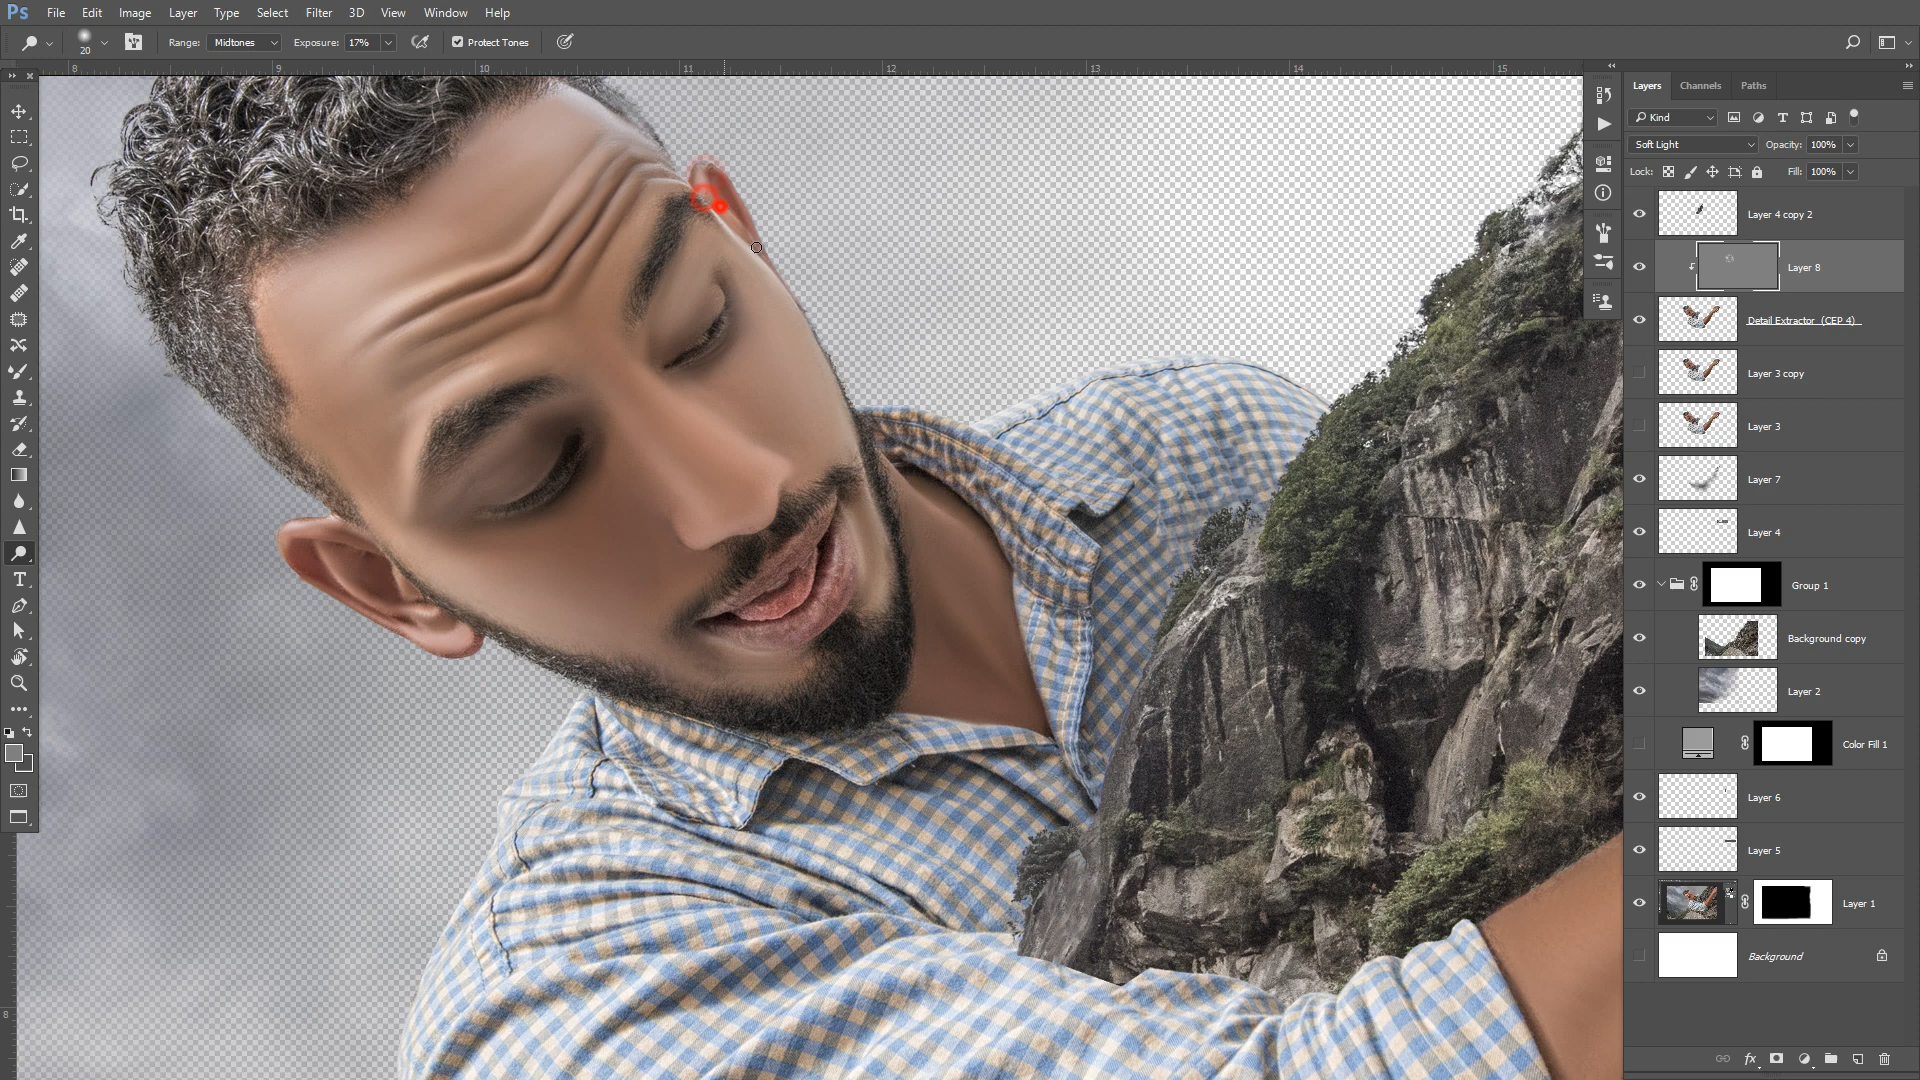 Ps File Edit Image Layer Type Select Filter 3D View Window Help
20 Range: Midtones Exposure: 17% Protect Tones
8 9 10 11 12 13 14 15
Layers Channels Paths
Kind
Soft Light Opacity: 100%
Lock: Fill: 100%
Layer 4 copy 2
Layer 8
Detail Extractor (CEP 4)
Layer 3 copy
Layer 3
Layer 7
Layer 4
Group 1
Background copy
Layer 2
Color Fill 1
Layer 6
Layer 5
Layer 1
Background
8